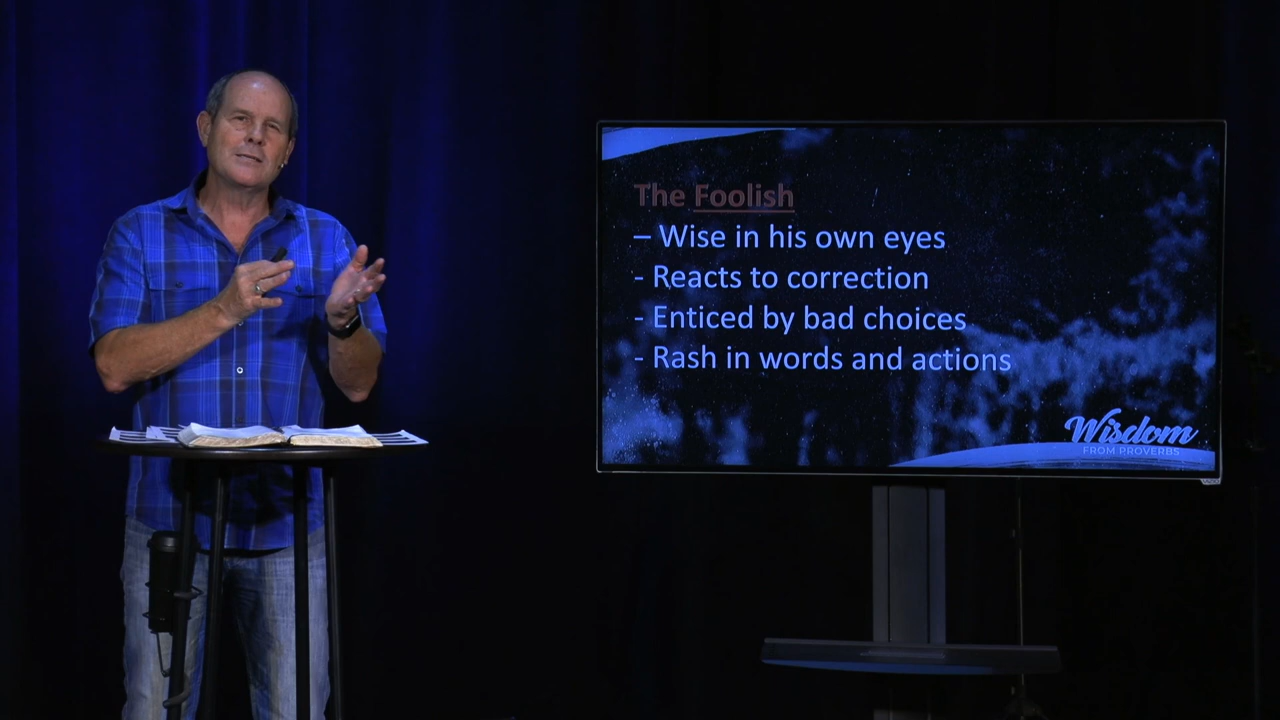 The Foolish
– Wise in his own eyes
- Reacts to correction
- Enticed by bad choices
- Rash in words and actions
Wisdom
FROM PROVERBS